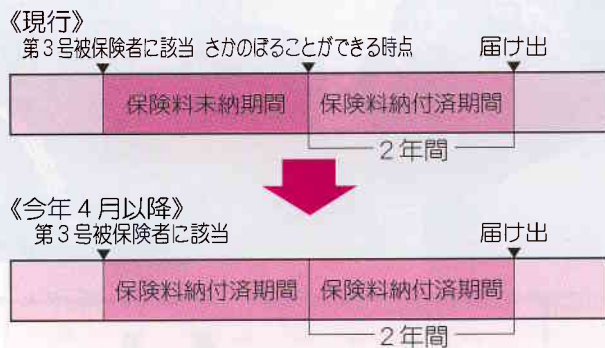 《現行》
第3号被保険者に該当 さかのぼることができる時点 届け出
保険料未納期間 保険料納付済期間
2年間
《今年4月以降》
第3号被保険者に該当 届け出
保険料納付済期間 保険料納付済期間
2年間